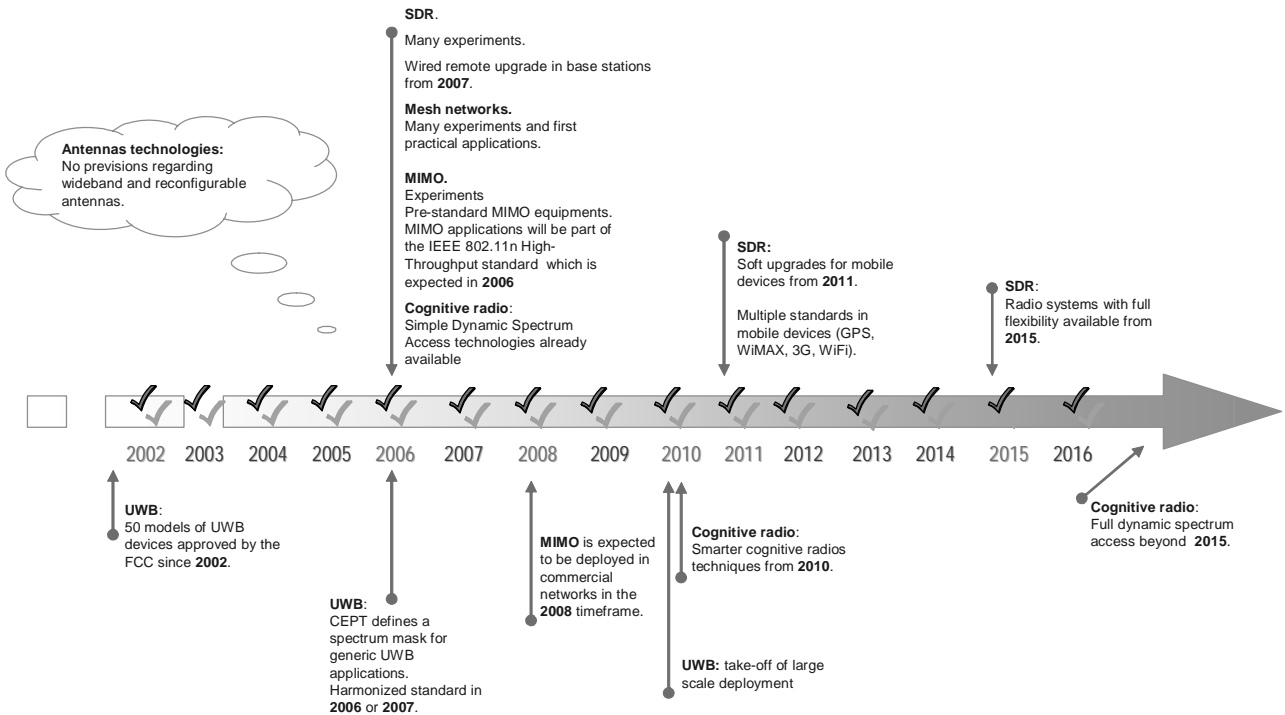 SDR.
Many experiments.
Wired remote upgrade in base stations
from 2007.
Mesh networks.
Many experiments and first
practical applications.
MIMO.
Experiments
Pre-standard MIMO equipments.
MIMO applications will be part of
the IEEE 802.11n High-
Throughput standard which is
expected in 2006
Cognitive radio:
Simple Dynamic Spectrum
Access technologies already
available
Antennas technologies:
No previsions regarding
wideband and reconfigurable
antennas.
SDR:
Soft upgrades for mobile
devices from 2011.
Multiple standards in
mobile devices (GPS,
WiMAX, 3G, WiFi).
SDR:
Radio systems with full
flexibility available from
2015.
2002 2003 2004 2005 2006 2007 2008 2009 2010 2011 2012 2013 2014 2015 2016
UWB:
50 models of UWB
devices approved by the
FCC since 2002.
UWB:
CEPT defines a
spectrum mask for
generic UWB
applications.
Harmonized standard in
2006 or 2007.
MIMO is expected
to be deployed in
commercial
networks in the
2008 timeframe.
Cognitive radio:
Smarter cognitive radios
techniques from 2010.
UWB: take-off of large
scale deployment
Cognitive radio:
Full dynamic spectrum
access beyond 2015.